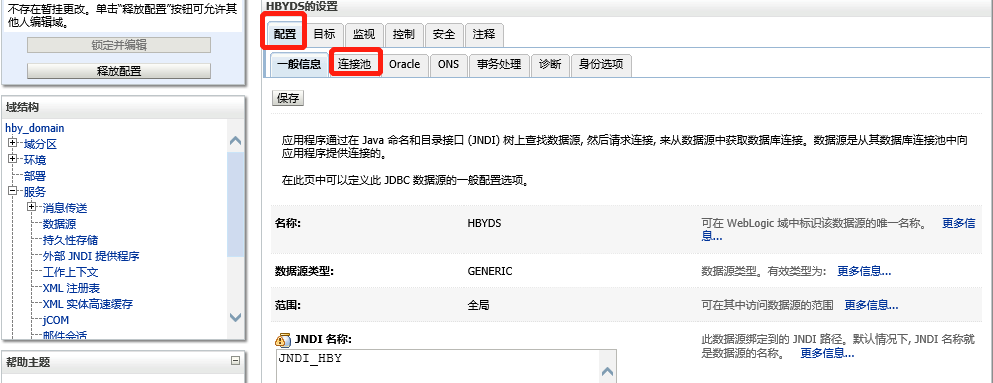 不存在暂挂更改。单击“释放配置”按钮可允许其
他人编辑域。
锁定并编辑
释放配置
域结构
hby_domain
域分区
环境
部署
服务
消息传送
数据源
持久性存储
外部 JNDI 提供程序
工作上下文
XML 注册表
XML 实体高速缓存
jCOM
邮件会话
帮助主题
HBYDS的设置
配置 目标 监视 控制 安全 注释
一般信息 连接池 Oracle ONS 事务处理 诊断 身份选项
保存
应用程序通过在 Java 命名和目录接口 (JNDI) 树上查找数据源, 然后请求连接, 来从数据源中获取数据库连接。数据源是从其数据库连接池中向
应用程序提供连接的。
在此页中可以定义此 JDBC 数据源的一般配置选项。
名称: HBYDS 可在 WebLogic 域中标识该数据源的唯一名称。 更多信
息...
数据源类型: GENERIC 数据源类型。有效类型为: 更多信息...
范围: 全局 可在其中访问数据源的范围 更多信息...
JNDI 名称: 此数据源绑定到的 JNDI 路径。默认情况下, JNDI 名称就
是数据源的名称。 更多信息...
JNDI_HBY